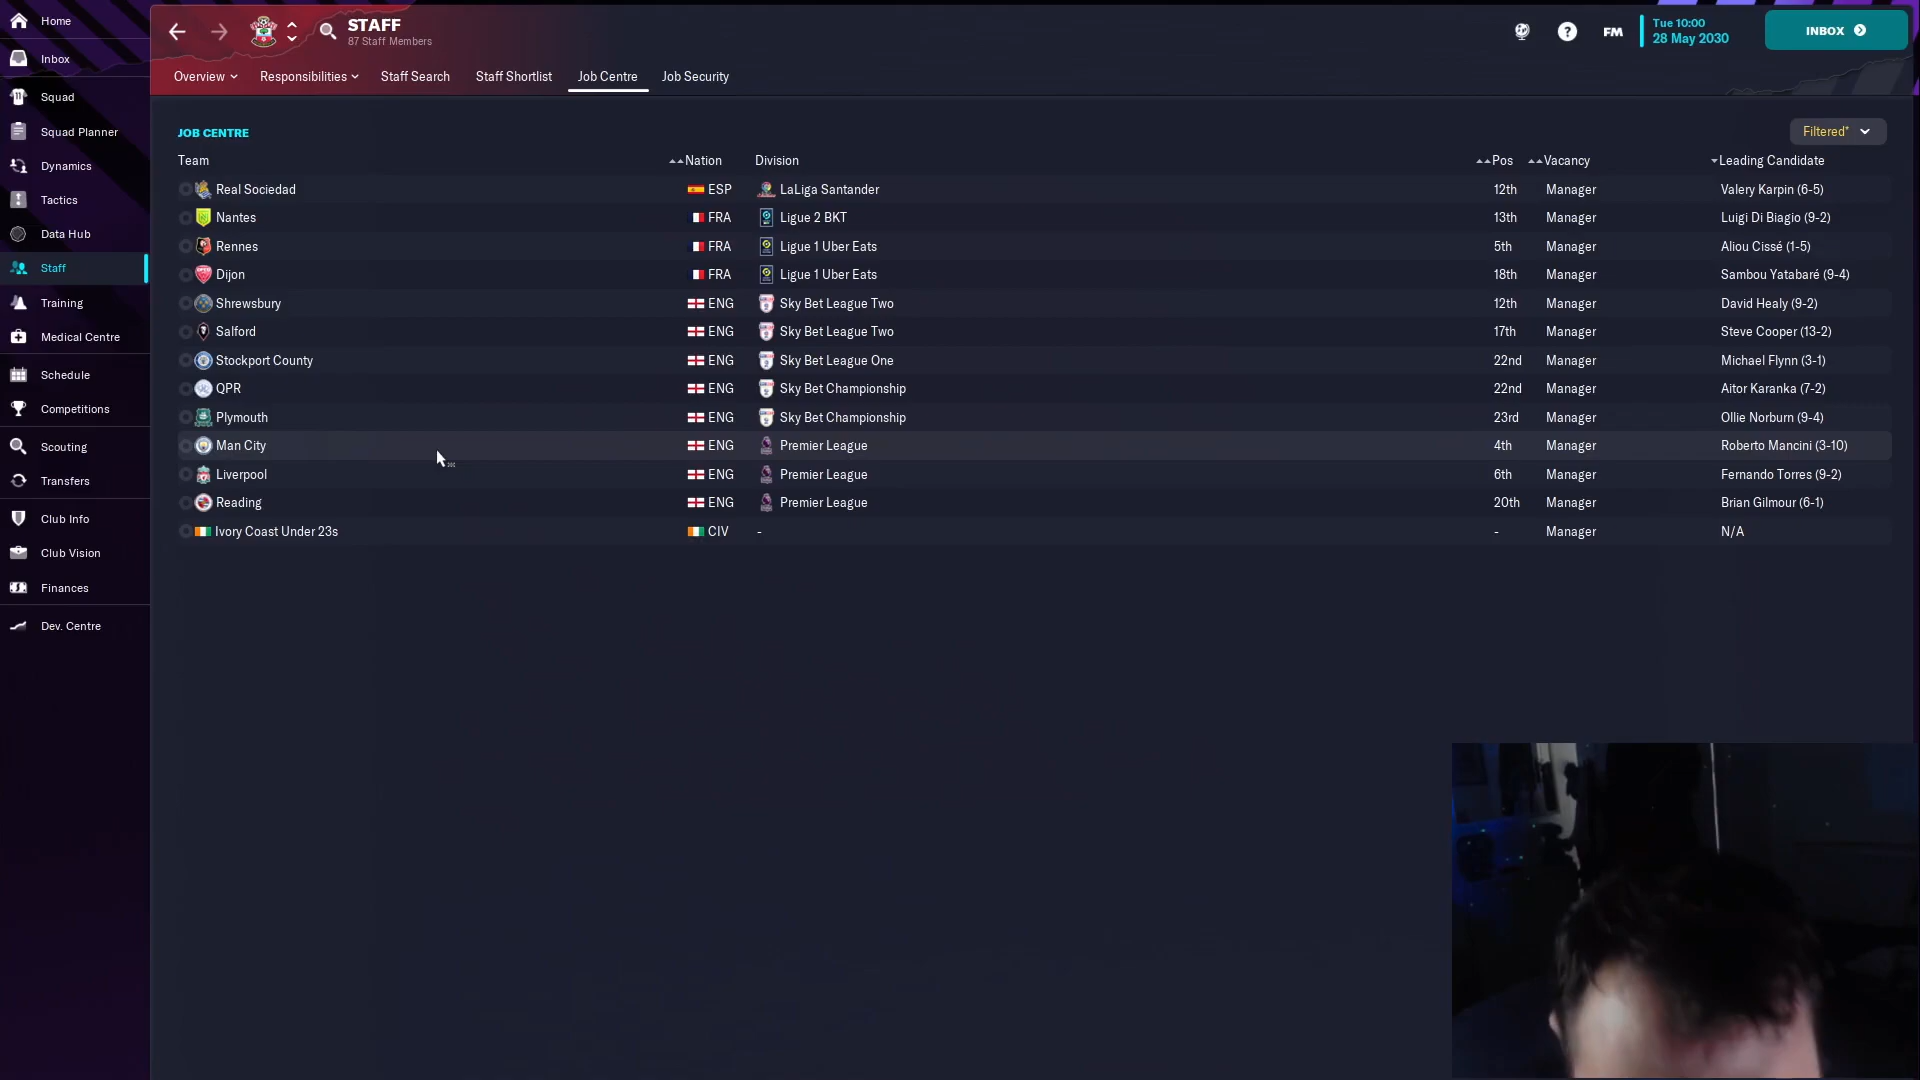 Home
Inbox
Squad
Squad Planner
Dynamics
Tactics
Data Hub
Staff
Training
Medical Centre
Schedule
Competitions
Scouting
Transfers
Club Info
Club Vision
Finances
Dev. Centre
STAFF
87 Staff Members
FM
Tue 10:00
28 May 2030
INBOX
Overview Responsibilities Staff Search Staff Shortlist Job Centre Job Security
JOB CENTRE
Filtered*
Team Nation Division Pos Vacancy Leading Candidate
Real Sociedad ESP LaLiga Santander 12th Manager Valery Karpin (6-5)
Nantes FRA Ligue 2 BKT 13th Manager Luigi Di Biagio (9-2)
Rennes FRA Ligue 1 Uber Eats 5th Manager Aliou Cissé (1-5)
Dijon FRA Ligue 1 Uber Eats 18th Manager Sambou Yatabaré (9-4)
Shrewsbury ENG Sky Bet League Two 12th Manager David Healy (9-2)
Salford ENG Sky Bet League Two 17th Manager Steve Cooper (13-2)
Stockport County ENG Sky Bet League One 22nd Manager Michael Flynn (3-1)
QPR ENG Sky Bet Championship 22nd Manager Aitor Karanka (7-2)
Plymouth ENG Sky Bet Championship 23rd Manager Ollie Norburn (9-4)
Man City ENG Premier League 4th Manager Roberto Mancini (3-10)
Liverpool ENG Premier League 6th Manager Fernando Torres (9-2)
Reading ENG Premier League 20th Manager Brian Gilmour (6-1)
Ivory Coast Under 23s CIV - - Manager N/A